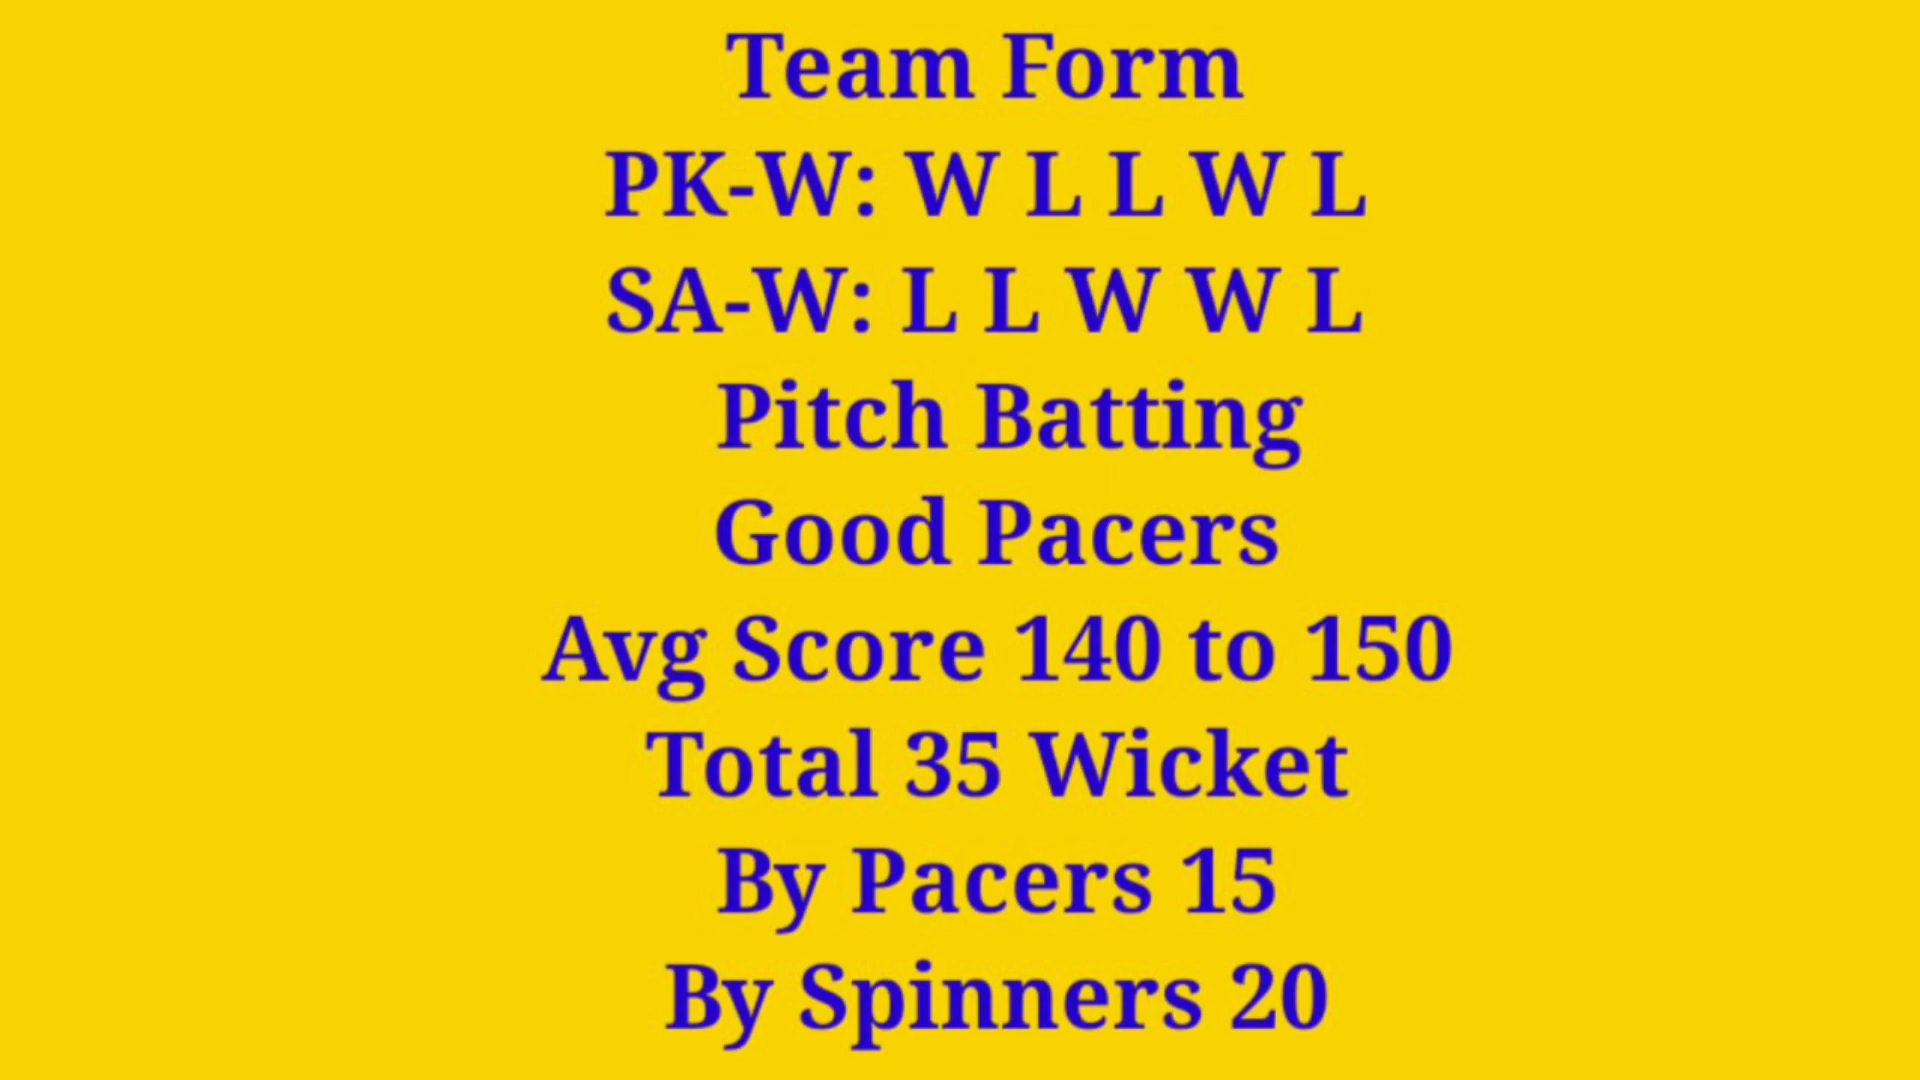 Team Form
PK-W: W L L W L
SA-W: L L W W L
Pitch Batting
Good Pacers
Avg Score 140 to 150
Total 35 Wicket
By Pacers 15
By Spinners 20